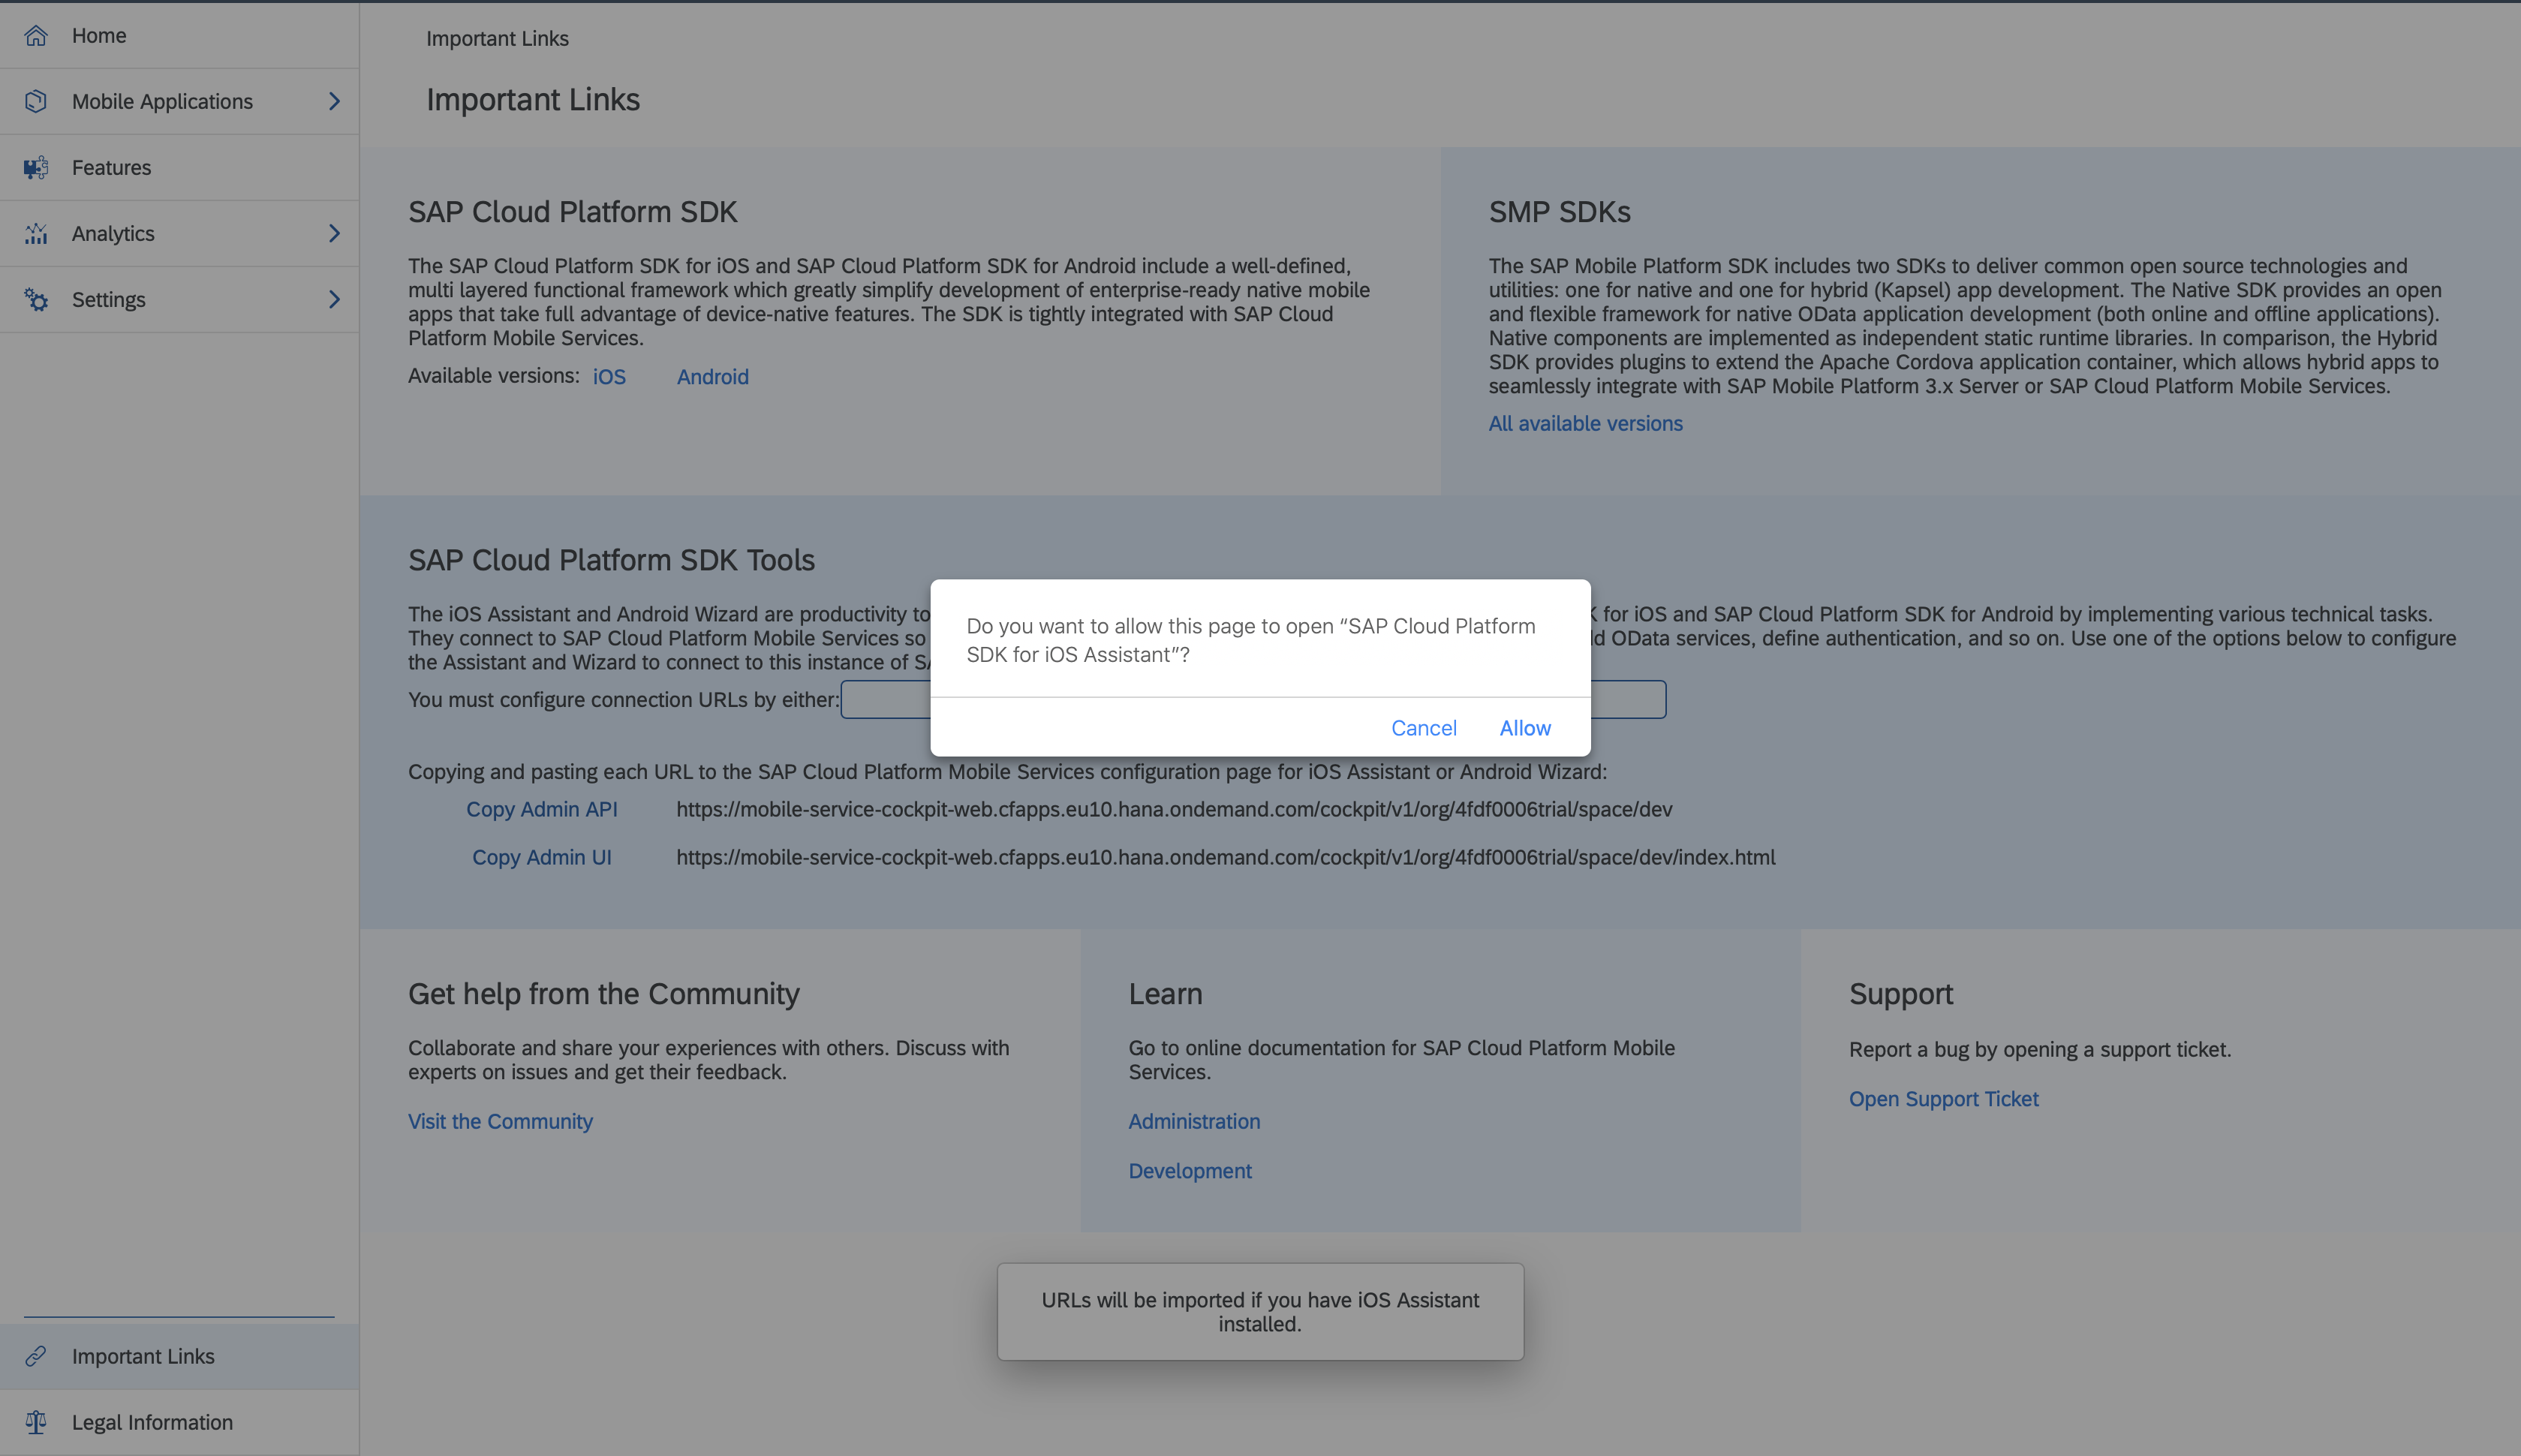 Home
Mobile Applications
Features
Analytics
Settings
Important Links
Legal Information
Important Links
Important Links
SAP Cloud Platform SDK
The SAP Cloud Platform SDK for iOS and SAP Cloud Platform SDK for Android include a well-defined,
multi layered functional framework which greatly simplify development of enterprise-ready native mobile
apps that take full advantage of device-native features. The SDK is tightly integrated with SAP Cloud
Platform Mobile Services.
Available versions: iOS Android
SMP SDKs
The SAP Mobile Platform SDK includes two SDKs to deliver common open source technologies and
utilities: one for native and one for hybrid (Kapsel) app development. The Native SDK provides an open
and flexible framework for native OData application development (both online and offline applications).
Native components are implemented as independent static runtime libraries. In comparison, the Hybrid
SDK provides plugins to extend the Apache Cordova application container, which allows hybrid apps to
seamlessly integrate with SAP Mobile Platform 3.x Server or SAP Cloud Platform Mobile Services.
All available versions
SAP Cloud Platform SDK Tools
The iOS Assistant and Android Wizard are productivity to for iOS and SAP Cloud Platform SDK for Android by implementing various technical tasks.
They connect to SAP Cloud Platform Mobile Services so OData services, define authentication, and so on. Use one of the options below to configure
the Assistant and Wizard to connect to this instance of
You must configure connection URLs by either:
Do you want to allow this page to open “SAP Cloud Platform
SDK for iOS Assistant”?
Cancel Allow
Copying and pasting each URL to the SAP Cloud Platform Mobile Services configuration page for iOS Assistant or Android Wizard:
Copy Admin API https://mobile-service-cockpit-web.cfapps.eu10.hana.ondemand.com/cockpit/v1/org/4fdf0006trial/space/dev
Copy Admin UI https://mobile-service-cockpit-web.cfapps.eu10.hana.ondemand.com/cockpit/v1/org/4fdf0006trial/space/dev/index.html
Get help from the Community
Collaborate and share your experiences with others. Discuss with
experts on issues and get their feedback.
Visit the Community
Learn
Go to online documentation for SAP Cloud Platform Mobile
Services.
Administration
Development
Support
Report a bug by opening a support ticket.
Open Support Ticket
URLs will be imported if you have iOS Assistant
installed.